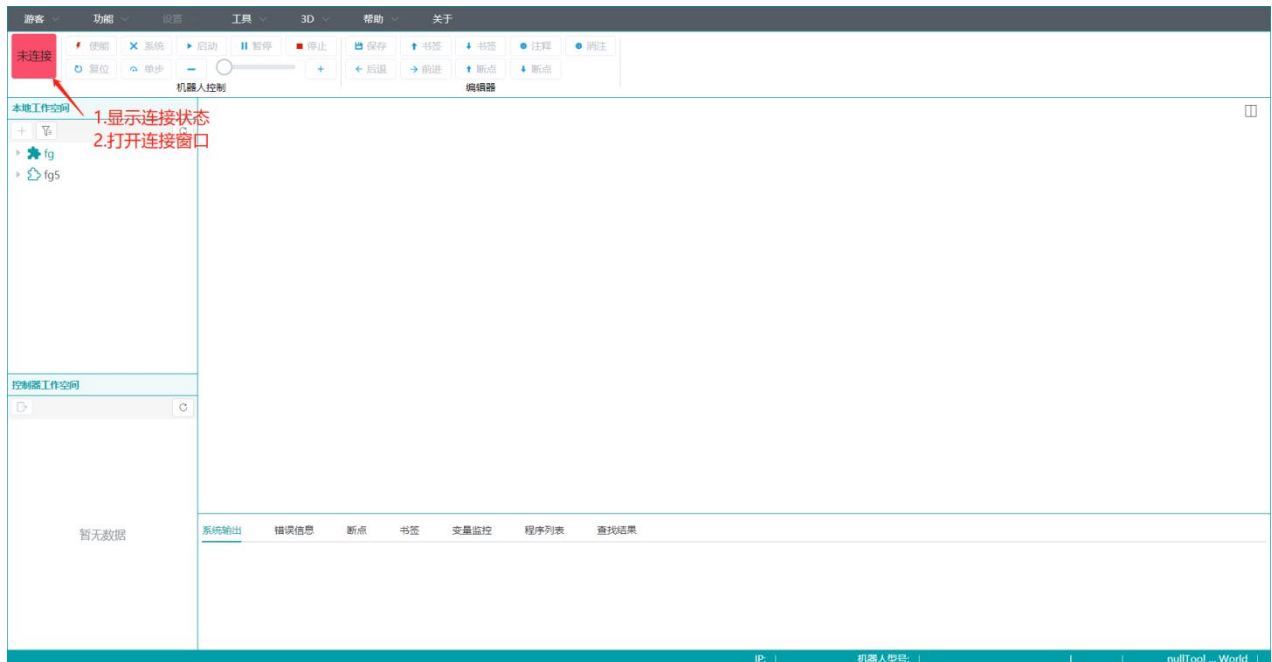 游客 功能 设置 工具 3D 帮助 关于
未连接
使能 系统 启动 暂停 停止 保存 书签 书签 注释 消注
复位 单步 后退 前进 断点 断点
机器人控制 编辑器
本地工作空间
1.显示连接状态
2.打开连接窗口
fg
fg5
控制器工作空间
暂无数据
系统输出 错误信息 断点 书签 变量监控 程序列表 查找结果
IP: | 机器人型号: | | | nullTool ... World |